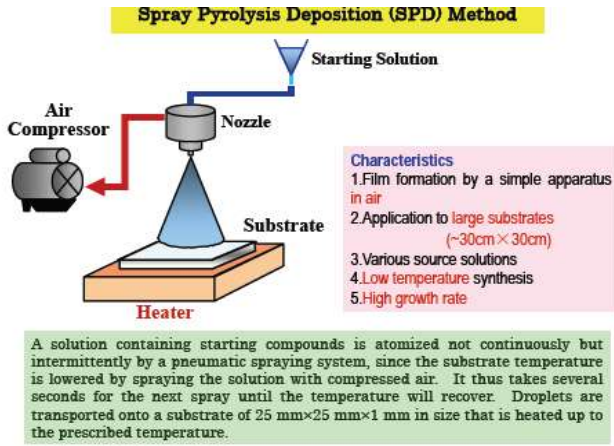 Spray Pyrolysis Deposition (SPD) Method
Starting Solution
Air
Compressor
Nozzle
Substrate
Heater
Characteristics
1.Film formation by a simple apparatus
in air
2.Application to large substrates
(~30cm×30cm)
3.Various source solutions
4.Low temperature synthesis
5.High growth rate
A solution containing starting compounds is atomized not continuously but
intermittently by a pneumatic spraying system, since the substrate temperature
is lowered by spraying the solution with compressed air. It thus takes several
seconds for the next spray until the temperature will recover. Droplets are
transported onto a substrate of 25 mm×25 mm×1 mm in size that is heated up to
the prescribed temperature.